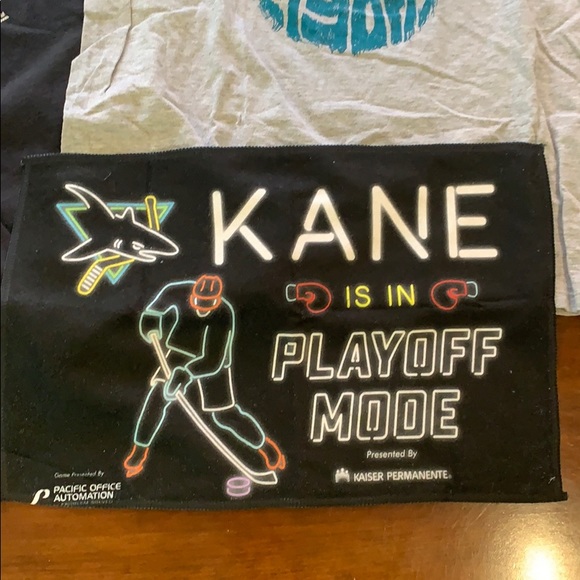 KANE
IS IN
PLAYOFF
MODE
Presented By
KAISER PERMANENTE®
Game Presented By
PACIFIC OFFICE
AUTOMATION